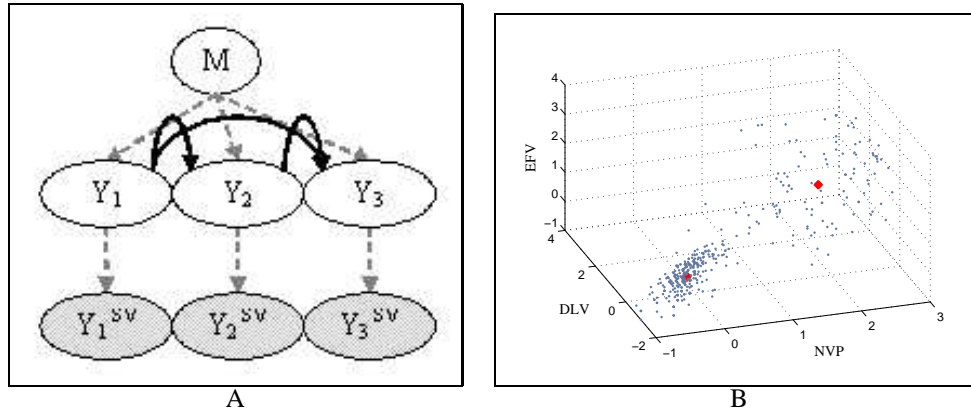 M
Y₁ Y₂ Y₃
Y₁ˢⱽ Y₂ˢⱽ Y₃ˢⱽ
A
4
3
2
1
0
−1
EFV
4
2
0
−2
DLV
−1
0
1
2
3
NVP
B